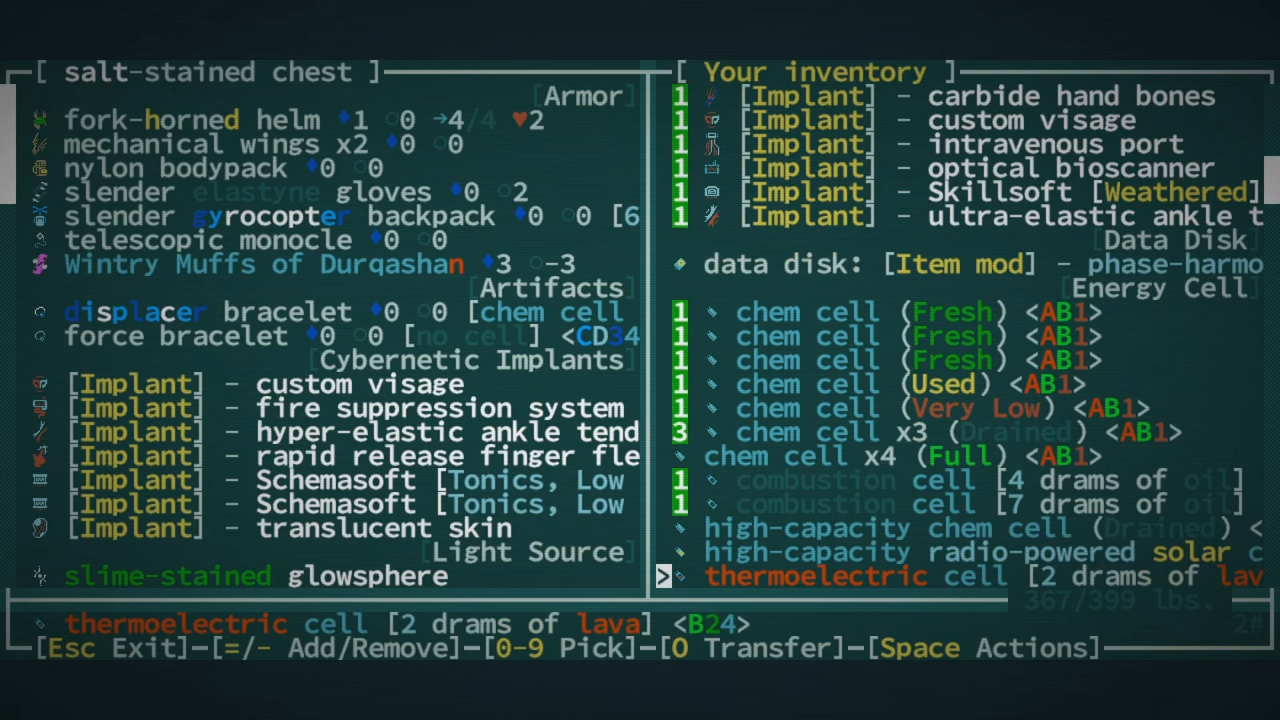 [ salt-stained chest ]
[Armor]
fork-horned helm ♦1 ○0 →4/4 ♥2
mechanical wings x2 ♦0 ○0
nylon bodypack ♦0 ○0
slender elastyne gloves ♦0 ○2
slender gyrocopter backpack ♦0 ○0 [6
telescopic monocle ♦0 ○0
Wintry Muffs of Durqashan ♦3 ○-3
[Artifacts]
displacer bracelet ♦0 ○0 [chem cell
force bracelet ♦0 ○0 [no cell] <CD34
[Cybernetic Implants]
[Implant] - custom visage
[Implant] - fire suppression system
[Implant] - hyper-elastic ankle tend
[Implant] - rapid release finger fle
[Implant] - Schemasoft [Tonics, Low
[Implant] - Schemasoft [Tonics, Low
[Implant] - translucent skin
[Light Source]
slime-stained glowsphere
[ Your inventory ]
1 [Implant] - carbide hand bones
1 [Implant] - custom visage
1 [Implant] - intravenous port
1 [Implant] - optical bioscanner
1 [Implant] - Skillsoft [Weathered]
1 [Implant] - ultra-elastic ankle t
[Data Disk]
data disk: [Item mod] - phase-harmo
[Energy Cell]
1 chem cell (Fresh) <AB1>
1 chem cell (Fresh) <AB1>
1 chem cell (Fresh) <AB1>
1 chem cell (Used) <AB1>
1 chem cell (Very Low) <AB1>
3 chem cell x3 (Drained) <AB1>
chem cell x4 (Full) <AB1>
1 combustion cell [4 drams of oil]
1 combustion cell [7 drams of oil]
high-capacity chem cell (Drained) <
high-capacity radio-powered solar c
> thermoelectric cell [2 drams of lav
367/399 lbs.
thermoelectric cell [2 drams of lava] <B24>
2#
[Esc Exit]-[=/- Add/Remove]-[0-9 Pick]-[O Transfer]-[Space Actions]